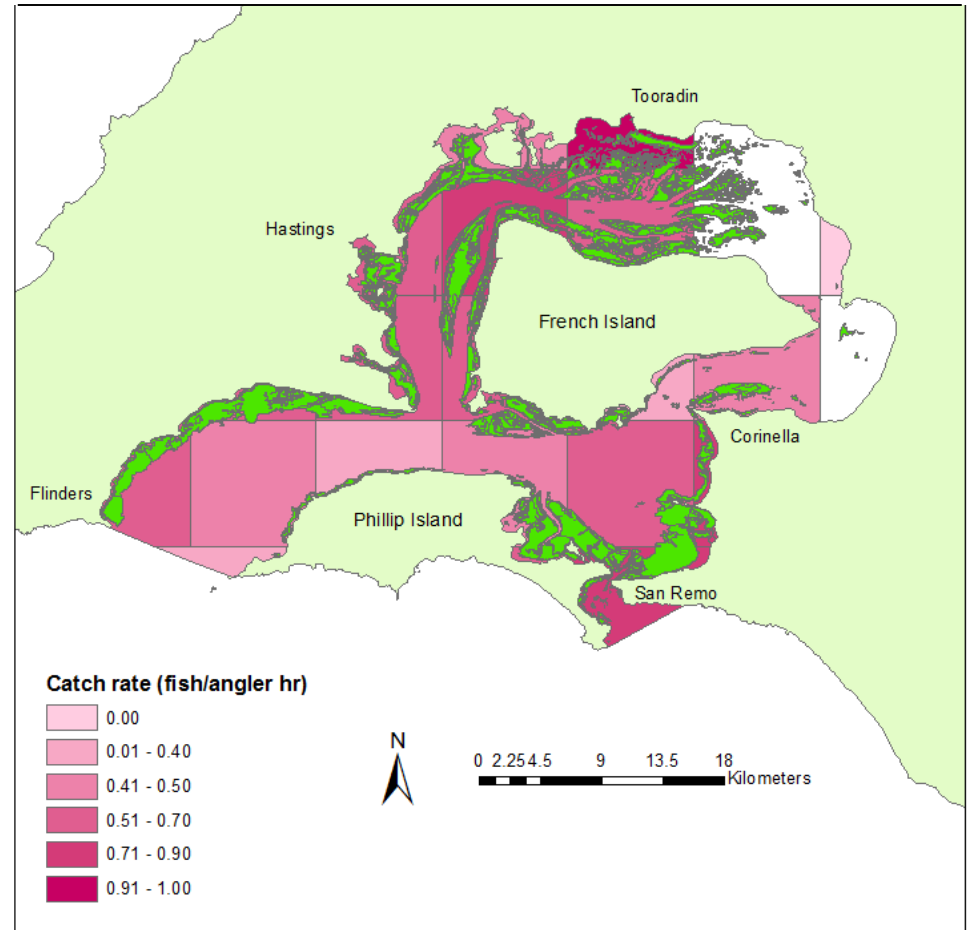 Tooradin
Hastings
French Island
Corinella
Flinders
Phillip Island
San Remo
Catch rate (fish/angler hr)
0.00
0.01 - 0.40
0.41 - 0.50
0.51 - 0.70
0.71 - 0.90
0.91 - 1.00
N
0 2.25 4.5 9 13.5 18
Kilometers